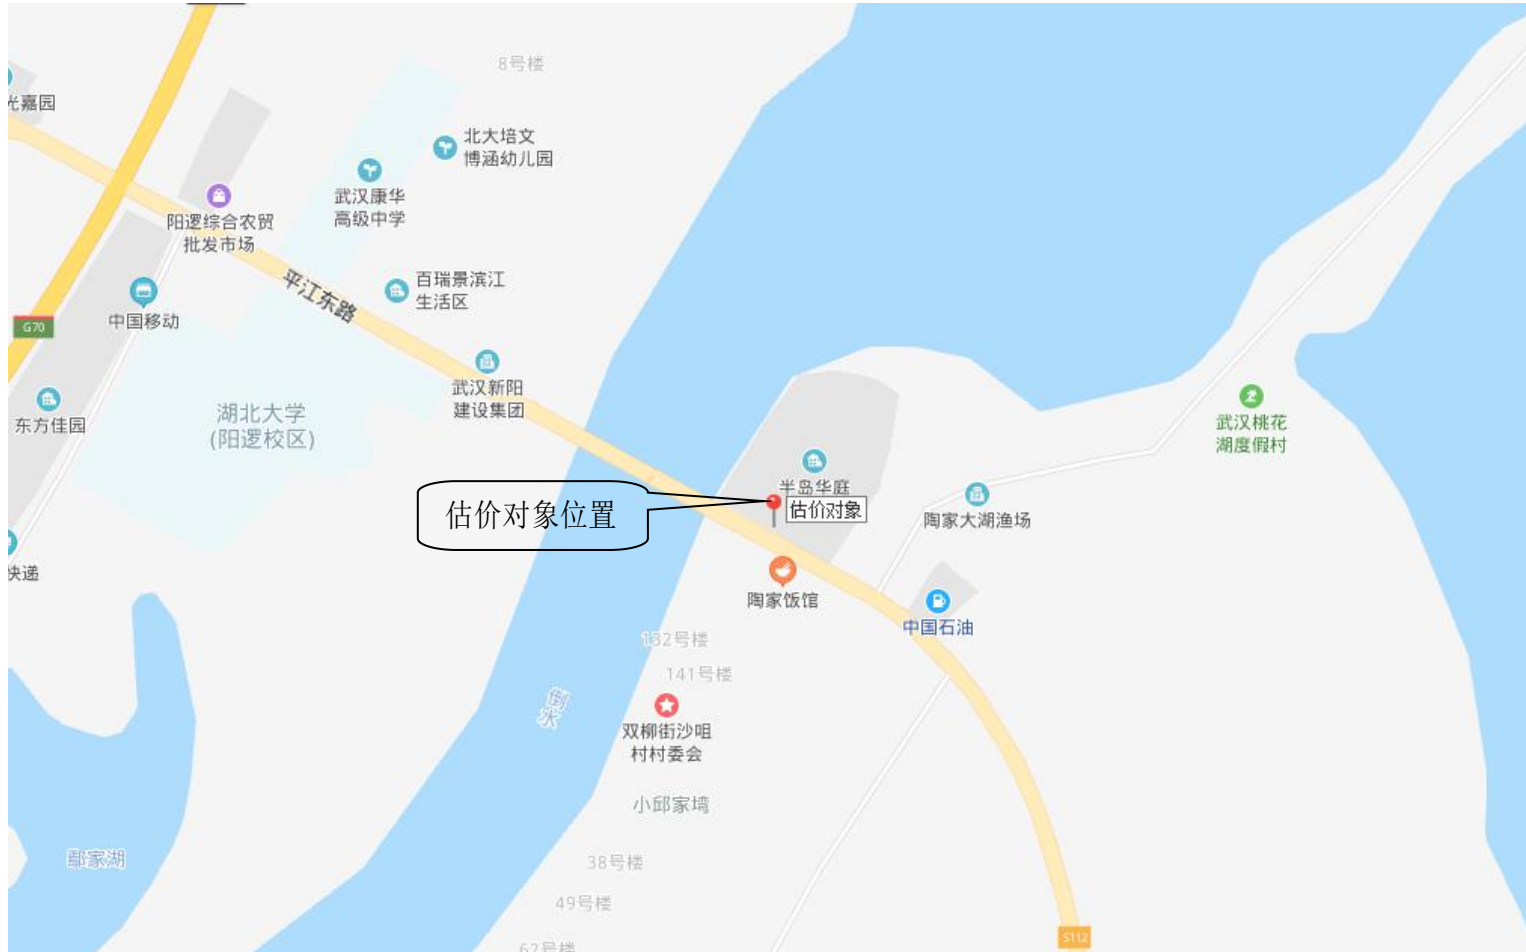 8号楼
光嘉园
北大培文
博涵幼儿园
武汉康华
高级中学
阳逻综合农贸
批发市场
平江东路
百瑞景滨江
生活区
中国移动
G70
武汉新阳
建设集团
东方佳园
湖北大学
(阳逻校区)
武汉桃花
湖度假村
半岛华庭
估价对象
估价对象位置
陶家大湖渔场
快递
陶家饭馆
中国石油
132号楼
141号楼
倒水
双柳街沙咀
村村委会
小邱家塆
鄢家湖
38号楼
49号楼
62号楼
S112